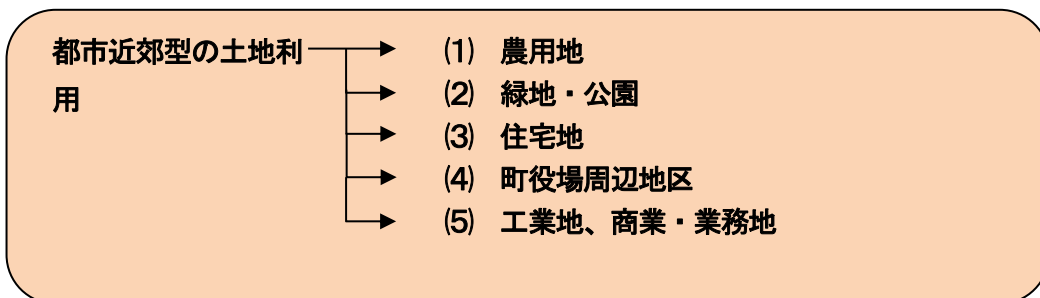 都市近郊型の土地利
用
(1) 農用地
(2) 緑地・公園
(3) 住宅地
(4) 町役場周辺地区
(5) 工業地、商業・業務地